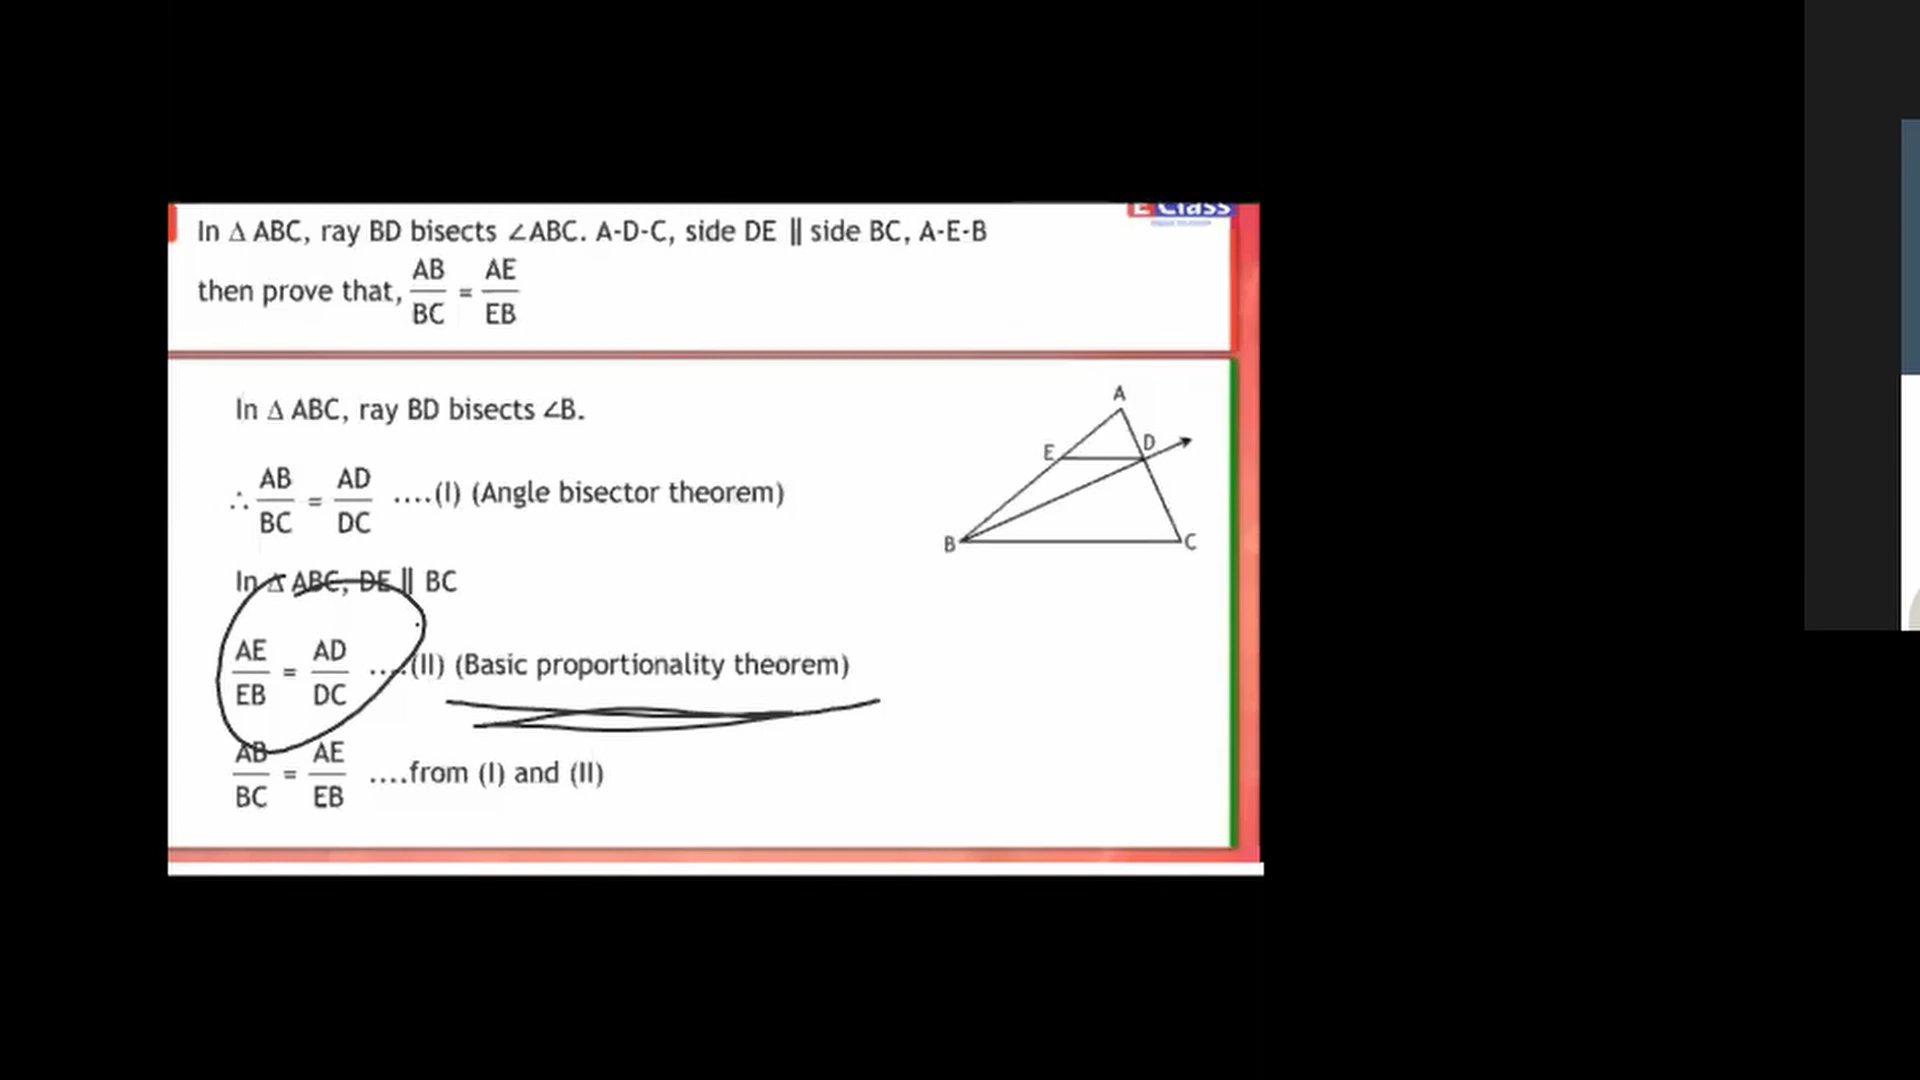 E Class
In Δ ABC, ray BD bisects ∠ABC. A-D-C, side DE || side BC, A-E-B
then prove that, AB/BC = AE/EB
In Δ ABC, ray BD bisects ∠B.
∴ AB/BC = AD/DC ....(I) (Angle bisector theorem)
In Δ ABC, DE || BC
AE/EB = AD/DC ....(II) (Basic proportionality theorem)
AB/BC = AE/EB ....from (I) and (II)
A
E
D
B
C